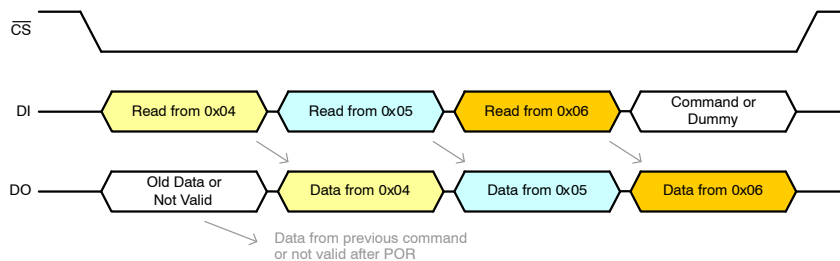 CS
DI
Read from 0x04
Read from 0x05
Read from 0x06
Command or
Dummy
DO
Old Data or
Not Valid
Data from 0x04
Data from 0x05
Data from 0x06
Data from previous command
or not valid after POR